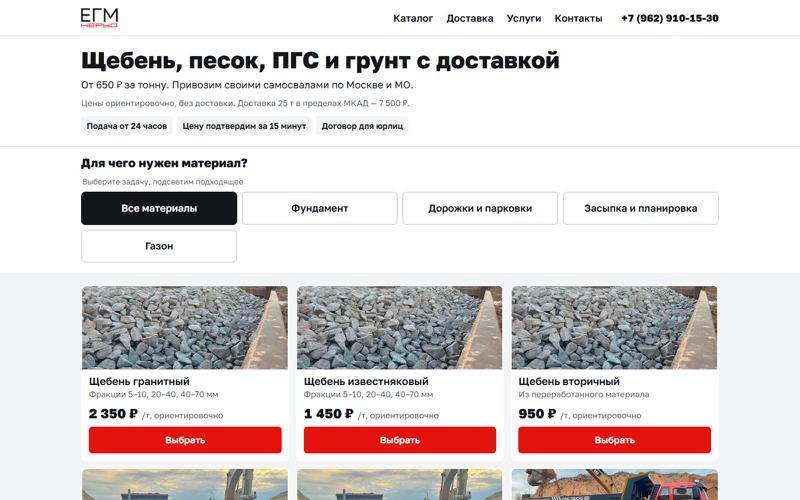 ЕГМ
НЕРУД
Каталог Доставка Услуги Контакты +7 (962) 910-15-30
Щебень, песок, ПГС и грунт с доставкой
От 650 ₽ за тонну. Привозим своими самосвалами по Москве и МО.
Цены ориентировочно, без доставки. Доставка 25 т в пределах МКАД — 7 500 ₽.
Подача от 24 часов Цену подтвердим за 15 минут Договор для юрлиц
Для чего нужен материал?
Выберите задачу, подсветим подходящее
Все материалы Фундамент Дорожки и парковки Засыпка и планировка
Газон
Щебень гранитный Щебень известняковый Щебень вторичный
Фракции 5–10, 20–40, 40–70 мм Фракции 5–10, 20–40, 40–70 мм Из переработанного материала
2 350 ₽ /т, ориентировочно 1 450 ₽ /т, ориентировочно 950 ₽ /т, ориентировочно
Выбрать Выбрать Выбрать